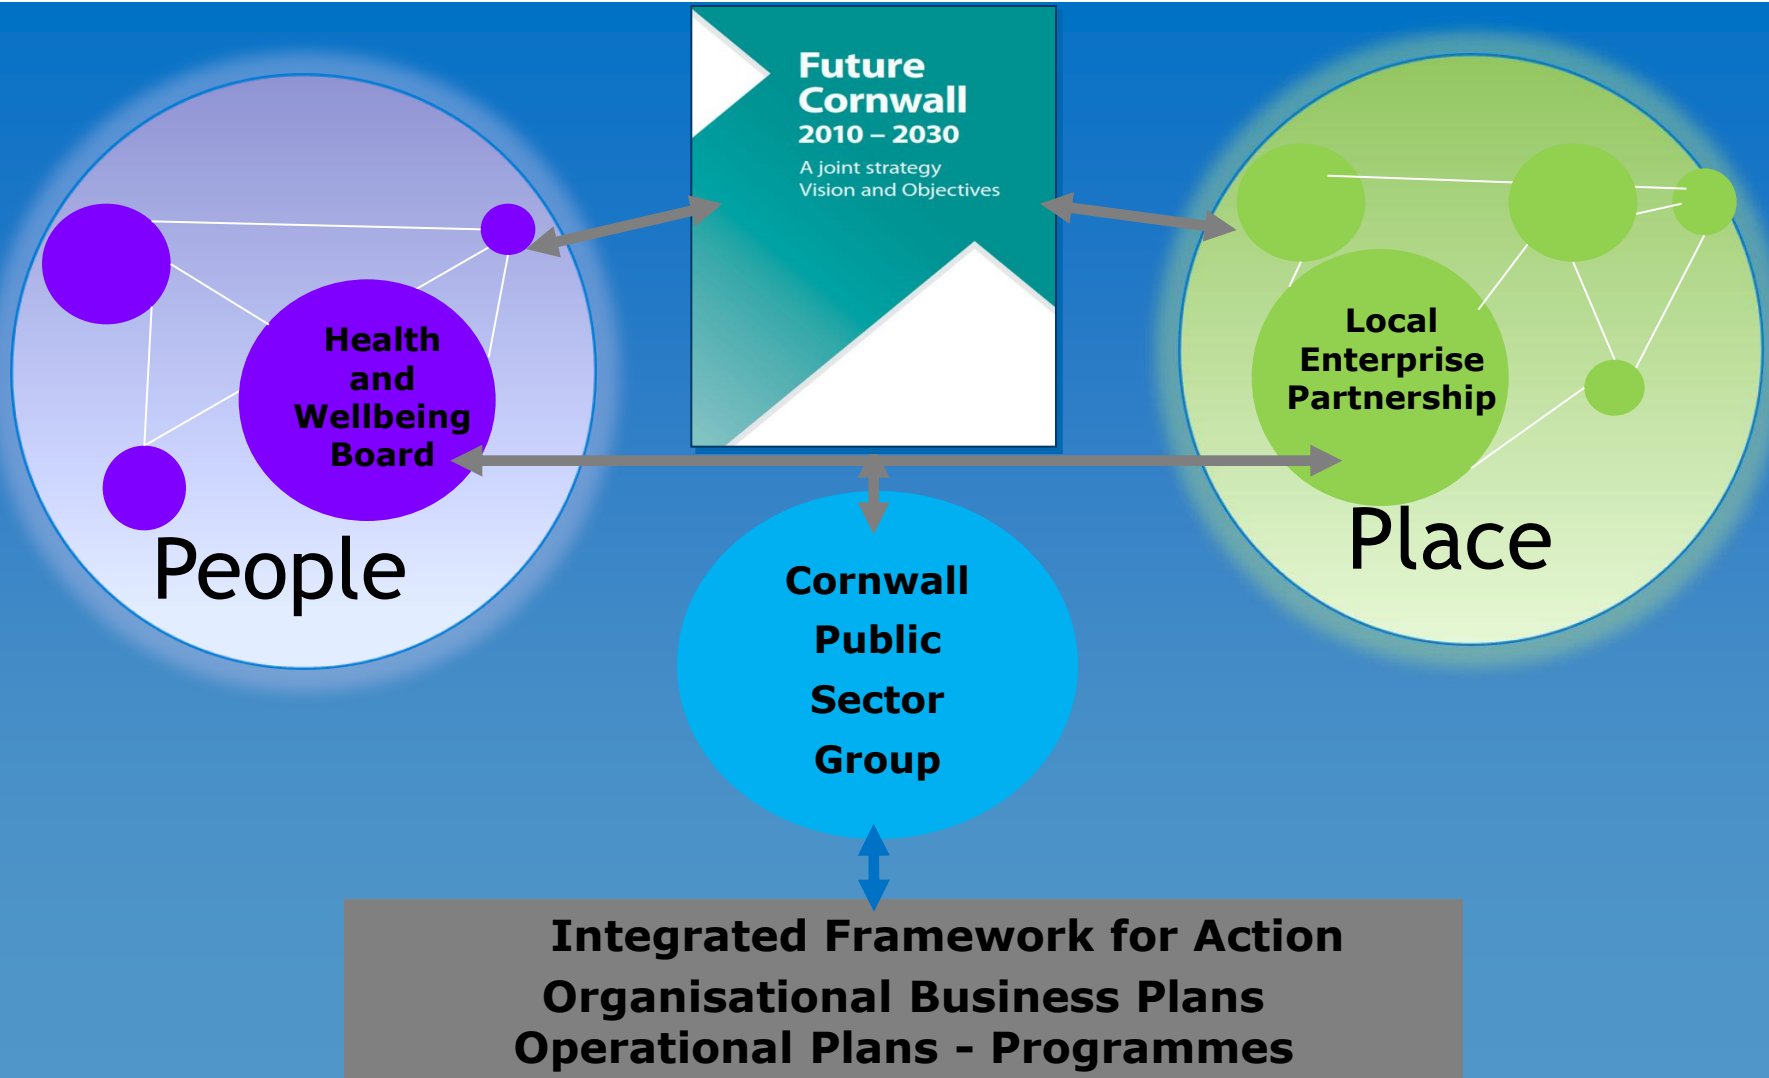 Future
Cornwall
2010 – 2030
A joint strategy
Vision and Objectives
Health
and
Wellbeing
Board
People
Local
Enterprise
Partnership
Place
Cornwall
Public
Sector
Group
Integrated Framework for Action
Organisational Business Plans
Operational Plans – Programmes